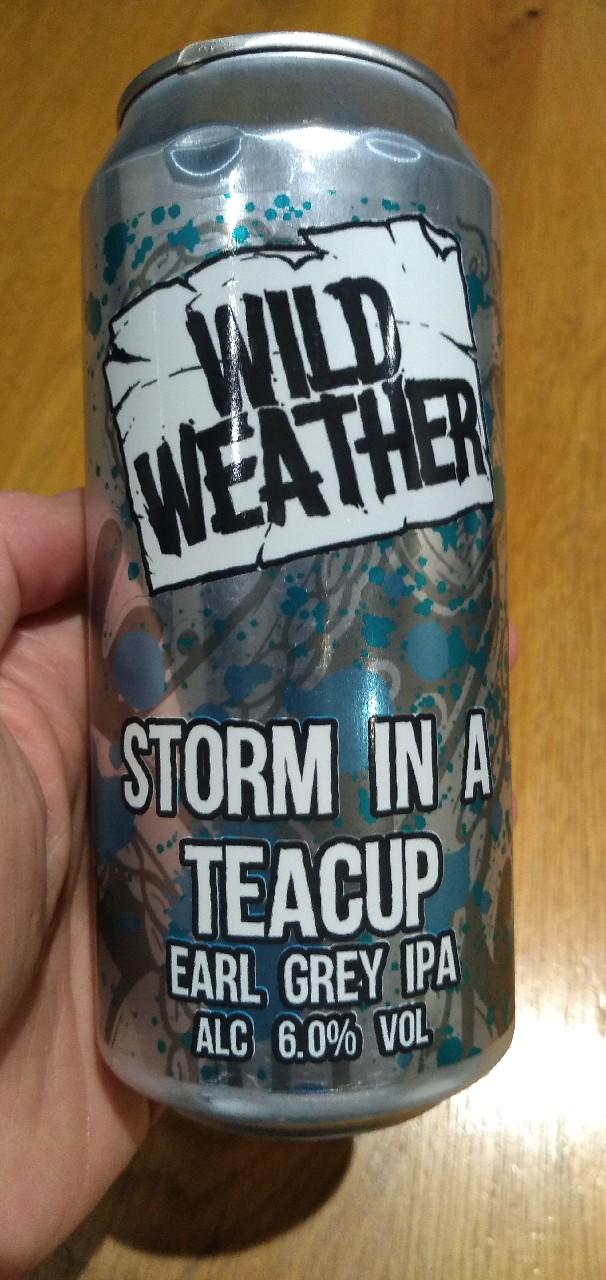 WILD
WEATHER
STORM IN A
TEACUP
EARL GREY IPA
ALC 6.0% VOL